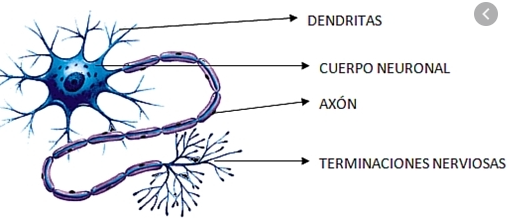 DENDRITAS
CUERPO NEURONAL
AXÓN
TERMINACIONES NERVIOSAS